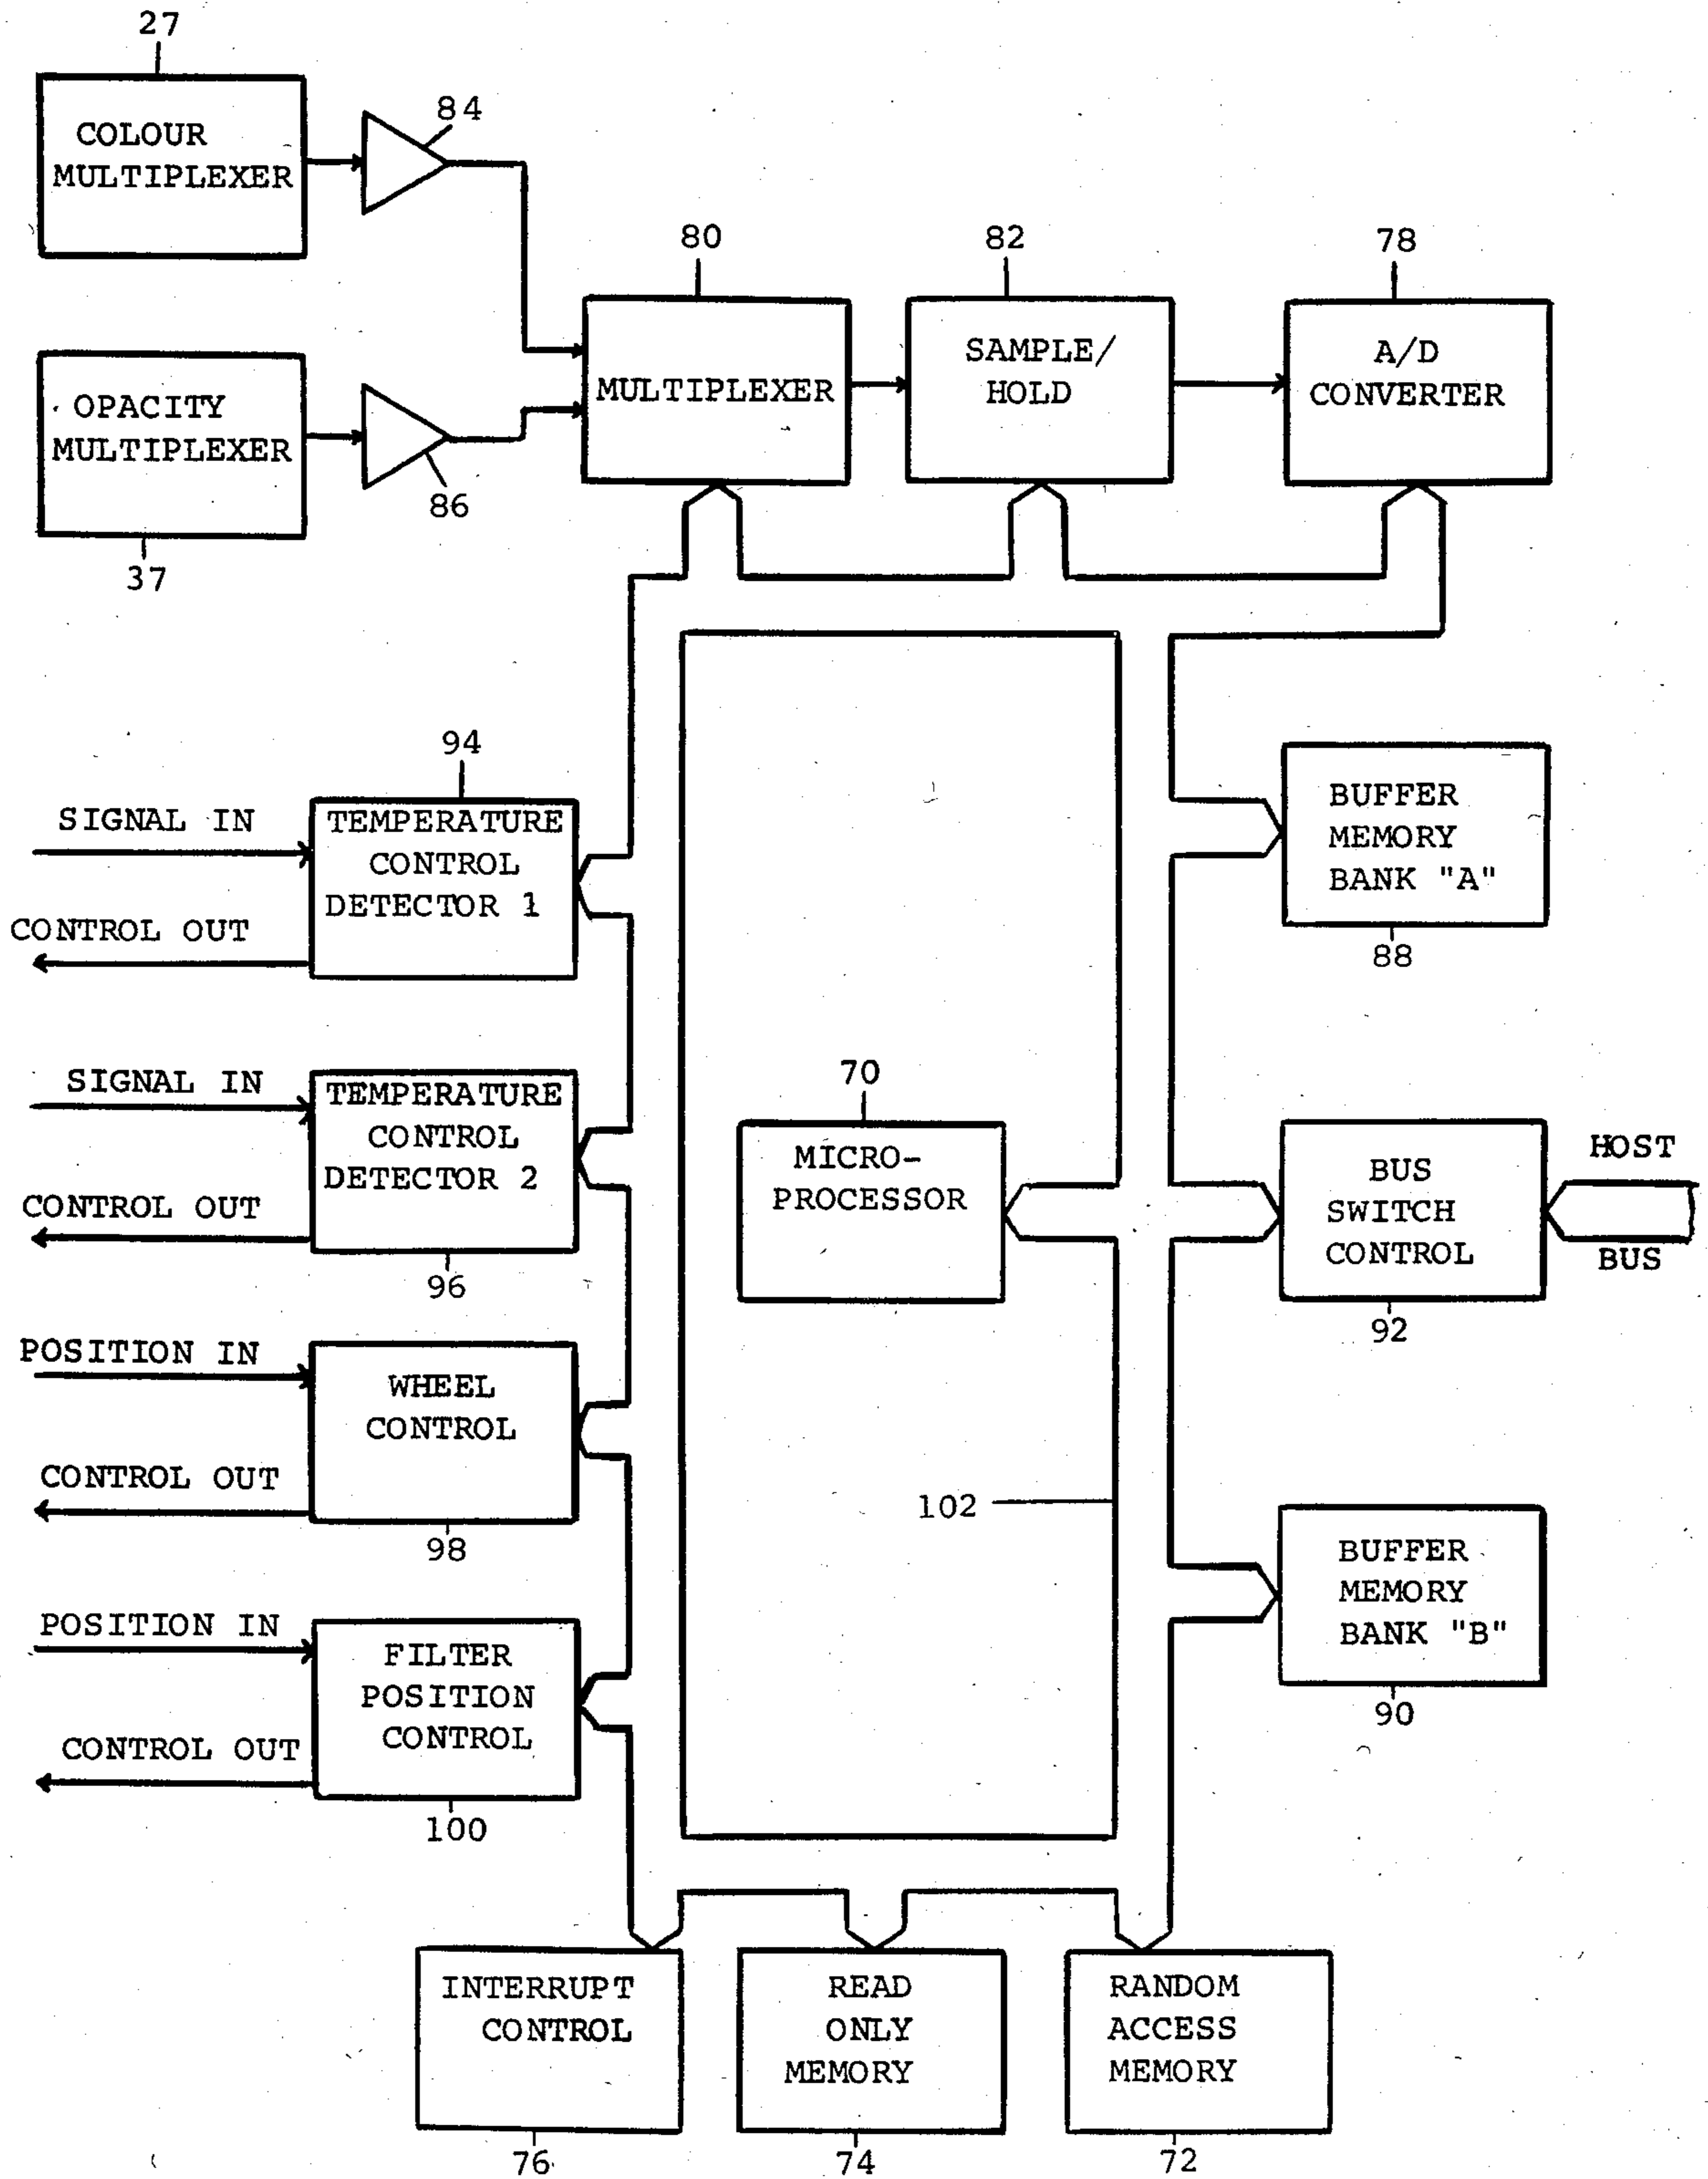 27
COLOUR
MULTIPLEXER
84
OPACITY
MULTIPLEXER
37
86
80
MULTIPLEXER
82
SAMPLE/
HOLD
78
A/D
CONVERTER
94
SIGNAL IN
TEMPERATURE
CONTROL
DETECTOR 1
CONTROL OUT
SIGNAL IN
TEMPERATURE
CONTROL
DETECTOR 2
CONTROL OUT
96
POSITION IN
WHEEL
CONTROL
CONTROL OUT
98
POSITION IN
FILTER
POSITION
CONTROL
CONTROL OUT
100
70
MICRO-
PROCESSOR
102
BUFFER
MEMORY
BANK "A"
88
BUS
SWITCH
CONTROL
92
HOST
BUS
BUFFER
MEMORY
BANK "B"
90
INTERRUPT
CONTROL
76
READ
ONLY
MEMORY
74
RANDOM
ACCESS
MEMORY
72